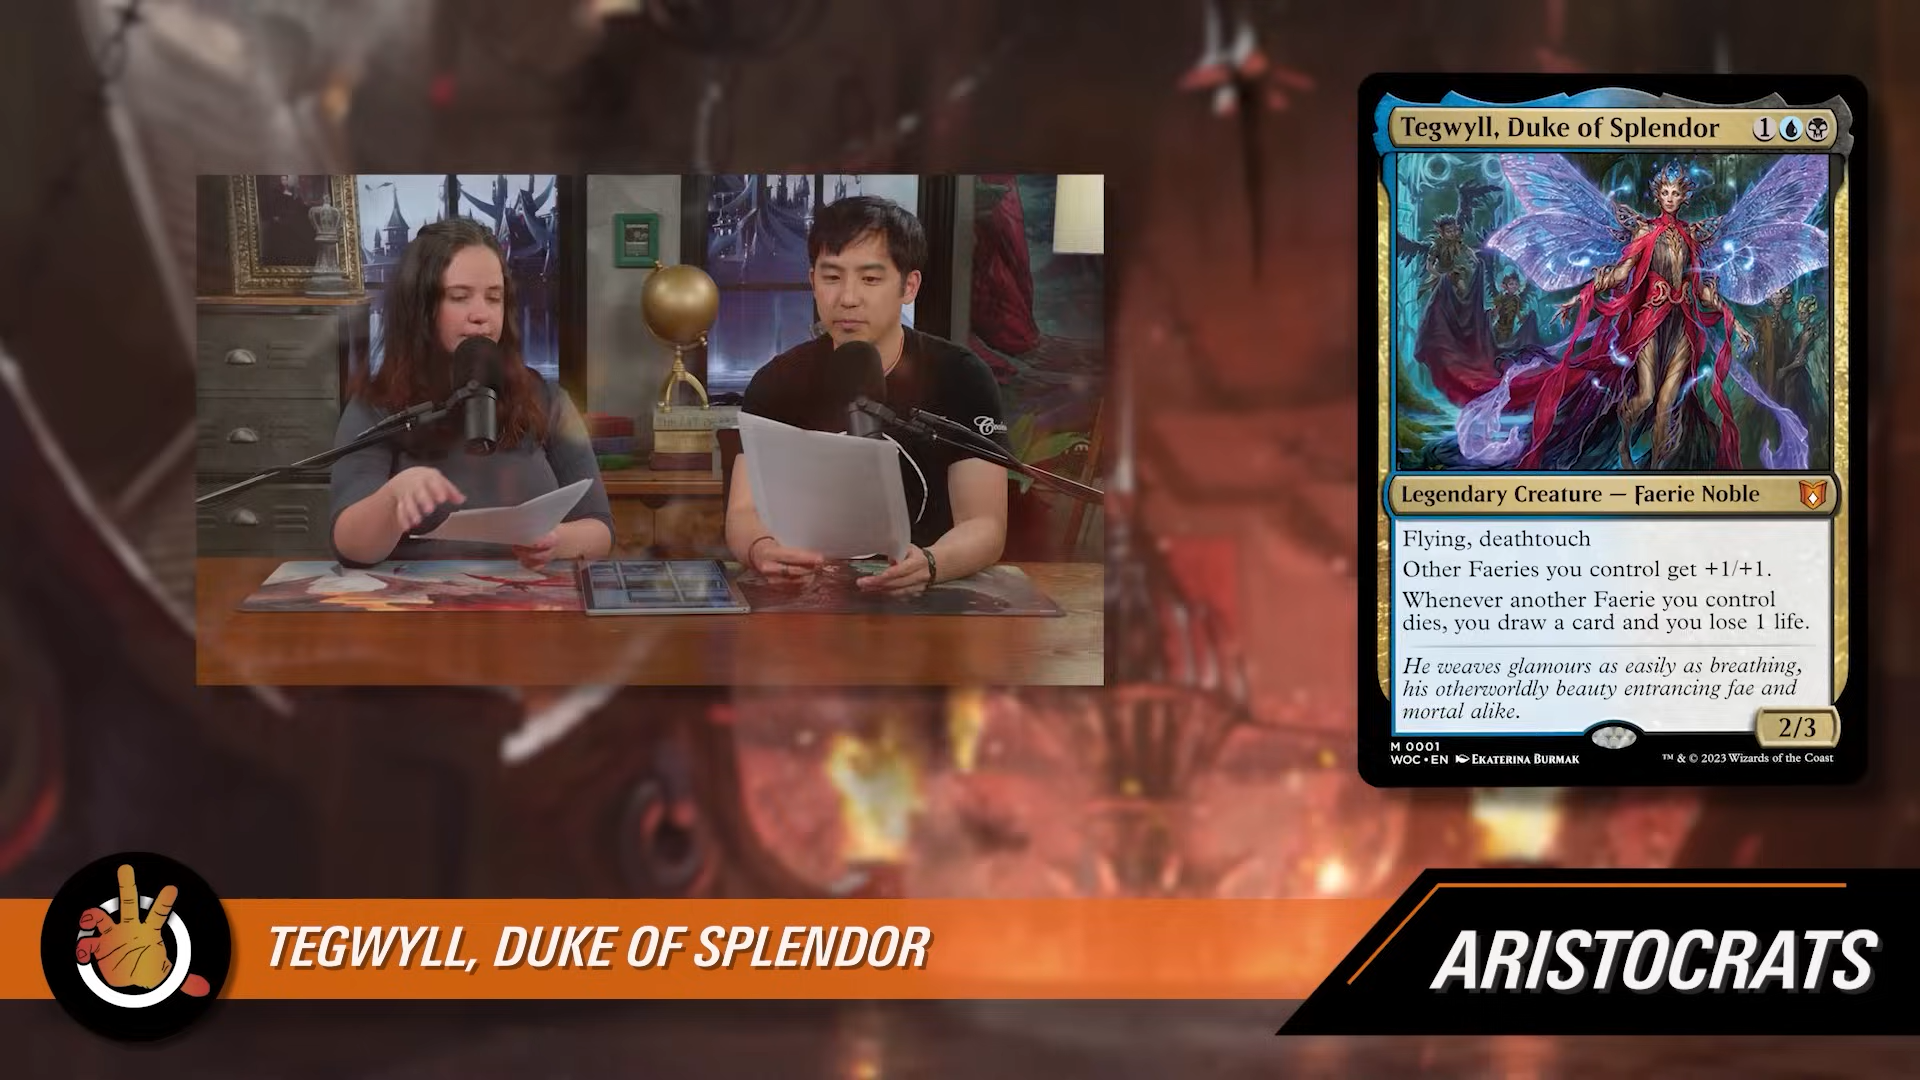 Tegwyll, Duke of Splendor 1
Legendary Creature — Faerie Noble
Flying, deathtouch
Other Faeries you control get +1/+1.
Whenever another Faerie you control
dies, you draw a card and you lose 1 life.
He weaves glamours as easily as breathing,
his otherworldly beauty entrancing fae and
mortal alike.
2/3
M 0001
WOC • EN EKATERINA BURMAK
™ & © 2023 Wizards of the Coast
TEGWYLL, DUKE OF SPLENDOR
ARISTOCRATS